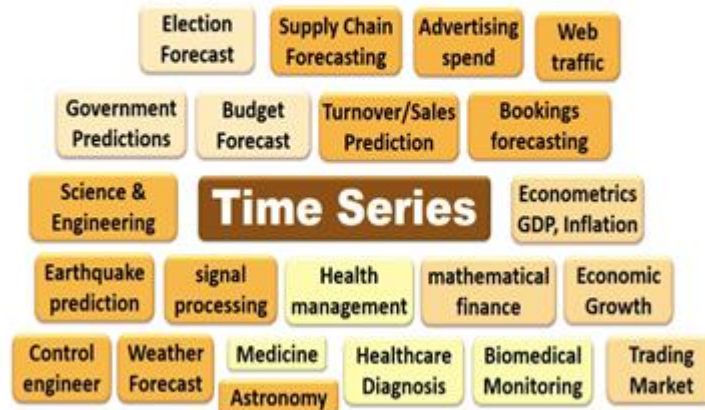 Election
Forecast
Supply Chain
Forecasting
Advertising
spend
Web
traffic
Government
Predictions
Budget
Forecast
Turnover/Sales
Prediction
Bookings
forecasting
Science &
Engineering
Time Series
Econometrics
GDP, Inflation
Earthquake
prediction
signal
processing
Health
management
mathematical
finance
Economic
Growth
Control
engineer
Weather
Forecast
Medicine
Astronomy
Healthcare
Diagnosis
Biomedical
Monitoring
Trading
Market